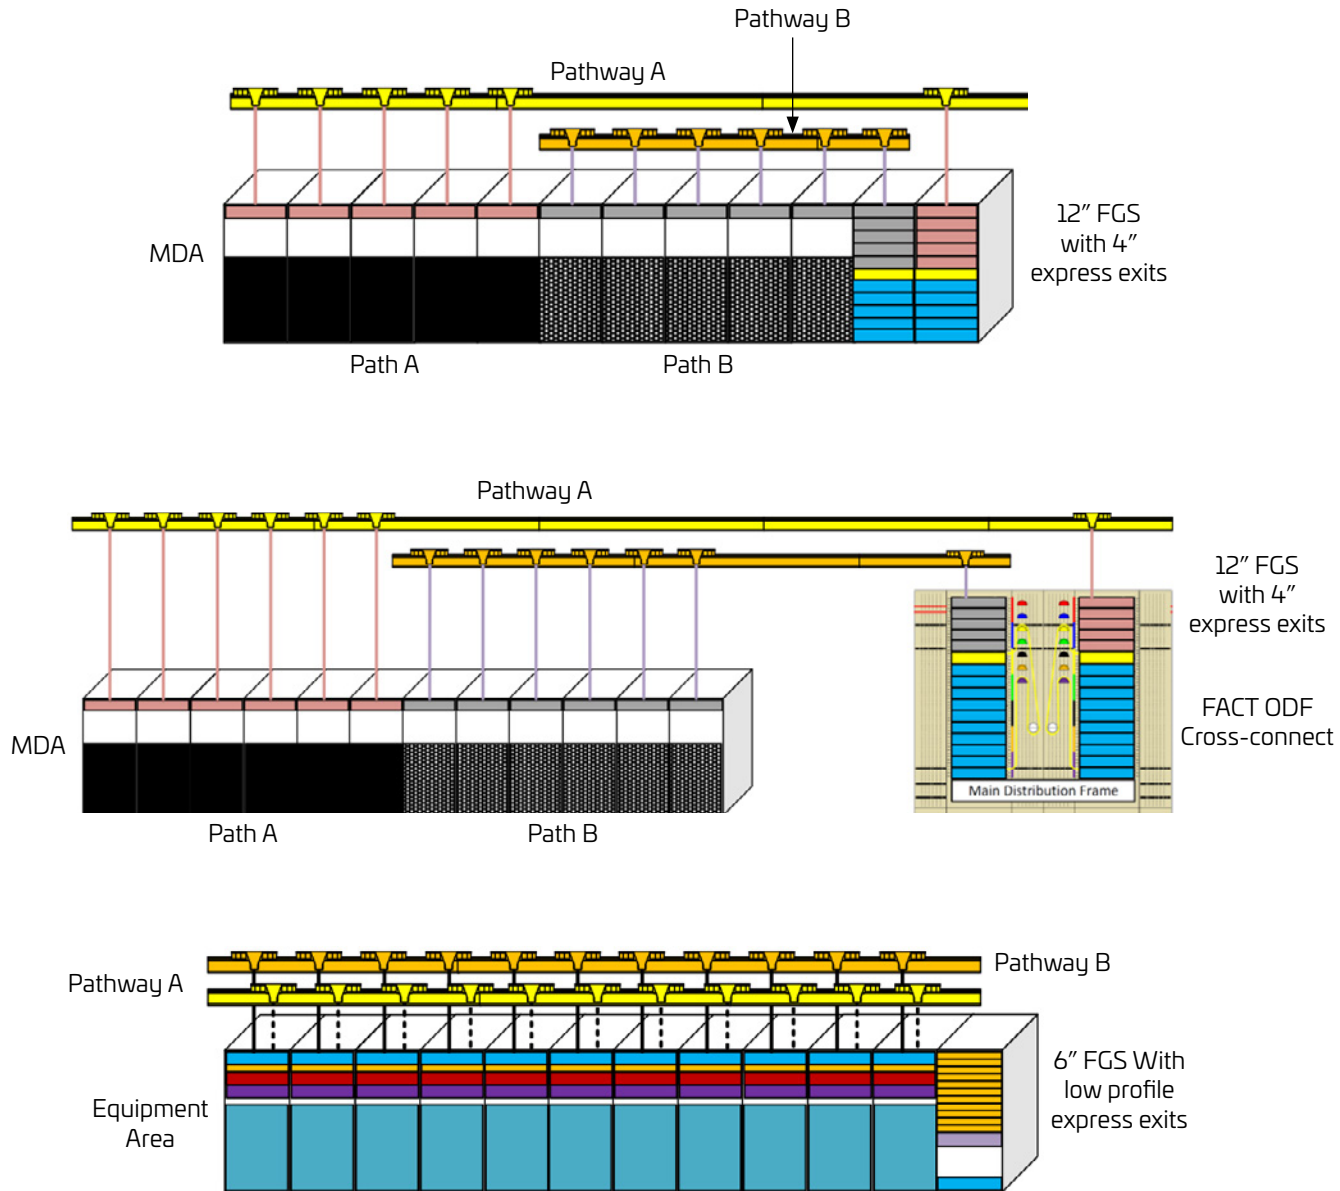 Pathway B
Pathway A
MDA
12” FGS
with 4”
express exits
Path A
Path B
Pathway A
12” FGS
with 4”
express exits
MDA
FACT ODF
Cross-connect
Main Distribution Frame
Path A
Path B
Pathway A
Pathway B
6” FGS With
low profile
express exits
Equipment
Area